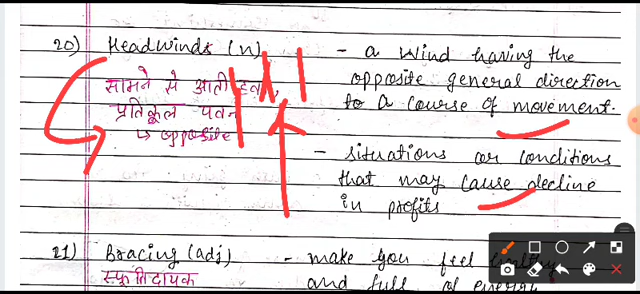 20) Headwinds (n) - a wind having the
सामने से आती हवा, opposite general direction
प्रतिकूल पवन to a course of movement.
↳ opposite
- situations or conditions
that may cause decline
in profits
21) Bracing (adj) - make you feel healthy
स्फूर्तिदायक and full of energy